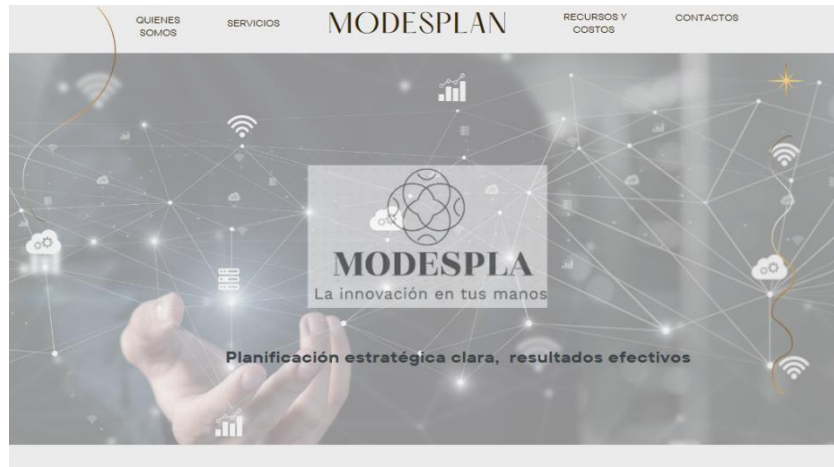 QUIENES
SOMOS
SERVICIOS
MODESPLAN
RECURSOS Y
COSTOS
CONTACTOS
MODESPLA
La innovación en tus manos
Planificación estratégica clara, resultados efectivos